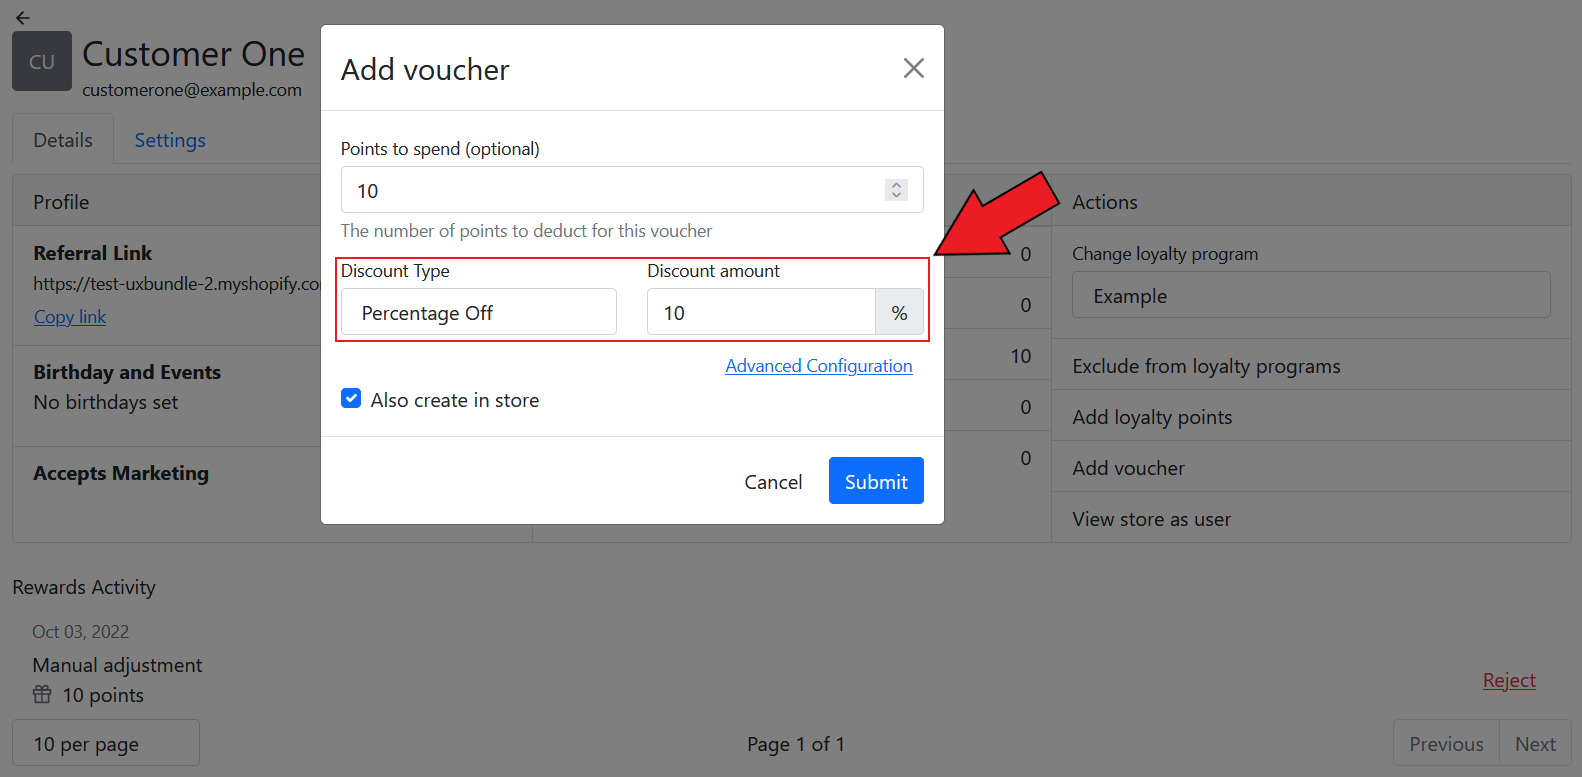 CU
Customer One
customerone@example.com
Details
Settings
Profile
Referral Link
https://test-uxbundle-2.myshopify.co
Copy link
Birthday and Events
No birthdays set
Accepts Marketing
Add voucher
Points to spend (optional)
10
The number of points to deduct for this voucher
Discount Type
Discount amount
Percentage Off
10
%
Advanced Configuration
Also create in store
Cancel
Submit
0
0
10
0
0
Actions
Change loyalty program
Example
Exclude from loyalty programs
Add loyalty points
Add voucher
View store as user
Rewards Activity
Oct 03, 2022
Manual adjustment
10 points
Reject
10 per page
Page 1 of 1
Previous
Next